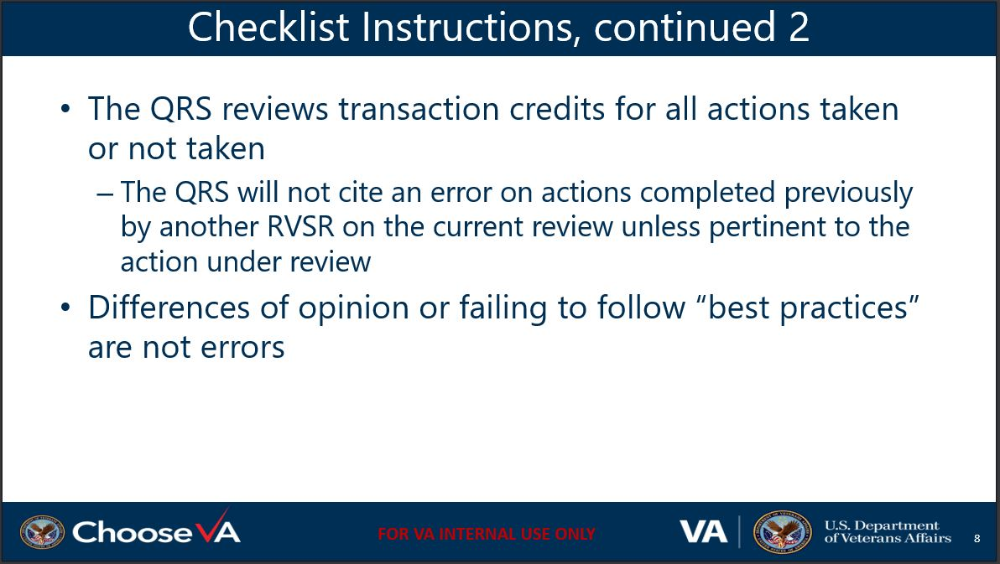 Checklist Instructions, continued 2
• The QRS reviews transaction credits for all actions taken
or not taken
– The QRS will not cite an error on actions completed previously
by another RVSR on the current review unless pertinent to the
action under review
• Differences of opinion or failing to follow “best practices”
are not errors
Choose VA
FOR VA INTERNAL USE ONLY
VA
U.S. Department
of Veterans Affairs
8